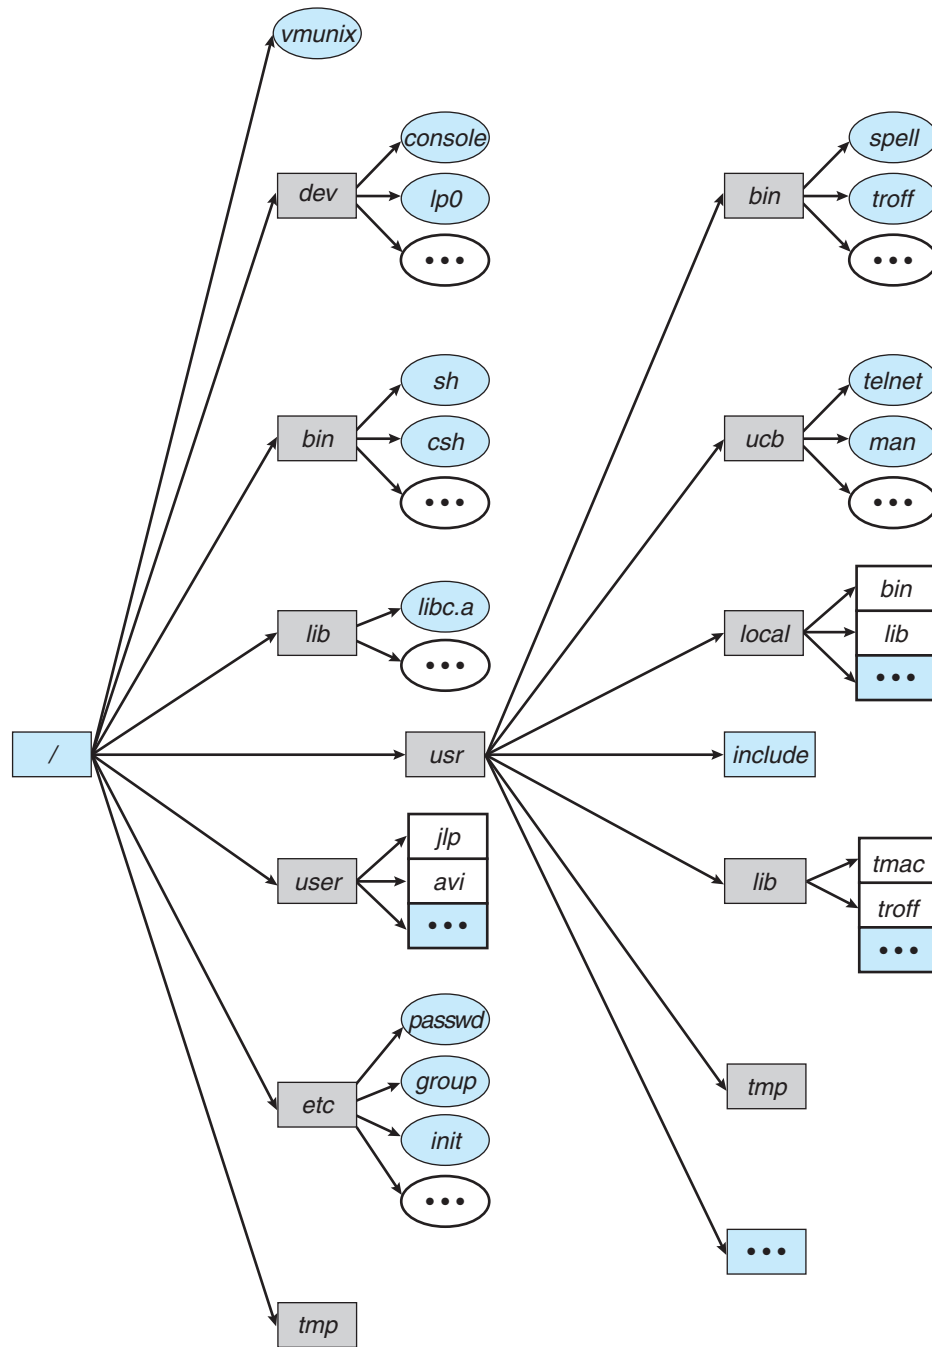 vmunix
console
dev
lp0
•••
sh
bin
csh
•••
libc.a
lib
•••
/
usr
jlp
user
avi
•••
passwd
group
etc
init
•••
tmp
spell
bin
troff
•••
telnet
ucb
man
•••
bin
local
lib
•••
include
tmac
lib
troff
•••
tmp
•••